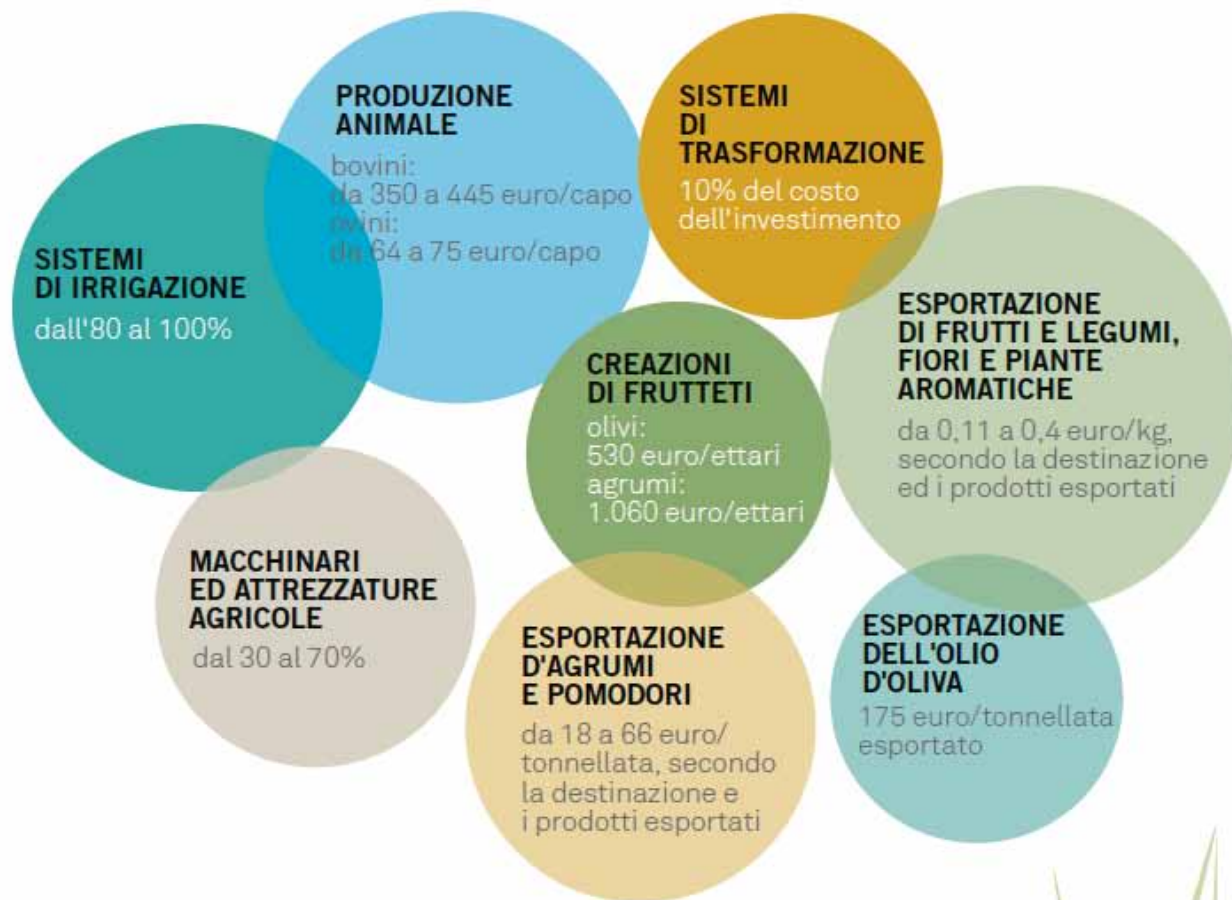 PRODUZIONE
ANIMALE
bovini:
da 350 a 445 euro/capo
ovini:
da 64 a 75 euro/capo
SISTEMI
DI
TRASFORMAZIONE
10% del costo
dell'investimento
SISTEMI
DI IRRIGAZIONE
dall'80 al 100%
CREAZIONI
DI FRUTTETI
olivi:
530 euro/ettari
agrumi:
1.060 euro/ettari
ESPORTAZIONE
DI FRUTTI E LEGUMI,
FIORI E PIANTE
AROMATICHE
da 0,11 a 0,4 euro/kg,
secondo la destinazione
ed i prodotti esportati
MACCHINARI
ED ATTREZZATURE
AGRICOLE
dal 30 al 70%
ESPORTAZIONE
D'AGRUMI
E POMODORI
da 18 a 66 euro/
tonnellata, secondo
la destinazione e
i prodotti esportati
ESPORTAZIONE
DELL'OLIO
D'OLIVA
175 euro/tonnellata
esportato